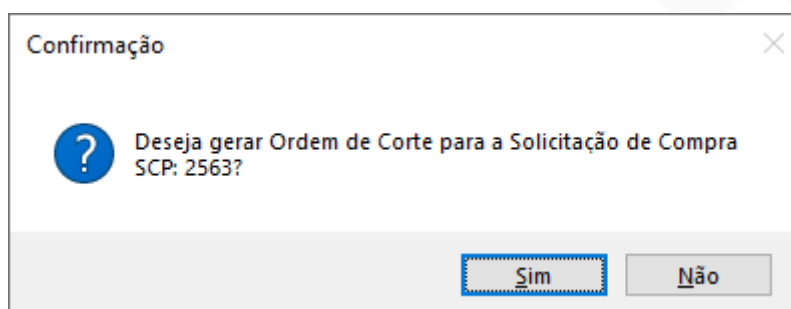 Confirmação
Deseja gerar Ordem de Corte para a Solicitação de Compra
SCP: 2563?
Sim
Não